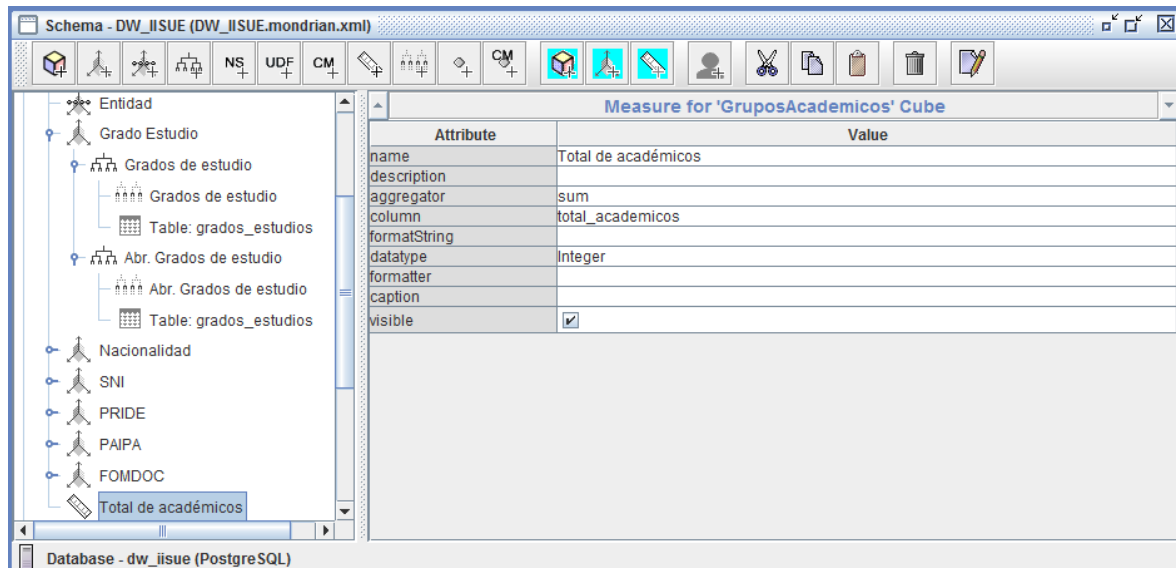 Schema - DW_IISUE (DW_IISUE.mondrian.xml)
NS UDF CM CM
Entidad
Grado Estudio
Grados de estudio
Grados de estudio
Table: grados_estudios
Abr. Grados de estudio
Abr. Grados de estudio
Table: grados_estudios
Nacionalidad
SNI
PRIDE
PAIPA
FOMDOC
Total de académicos
Measure for 'GruposAcademicos' Cube
Attribute Value
name Total de académicos
description
aggregator sum
column total_academicos
formatString
datatype Integer
formatter
caption
visible
Database - dw_iisue (PostgreSQL)